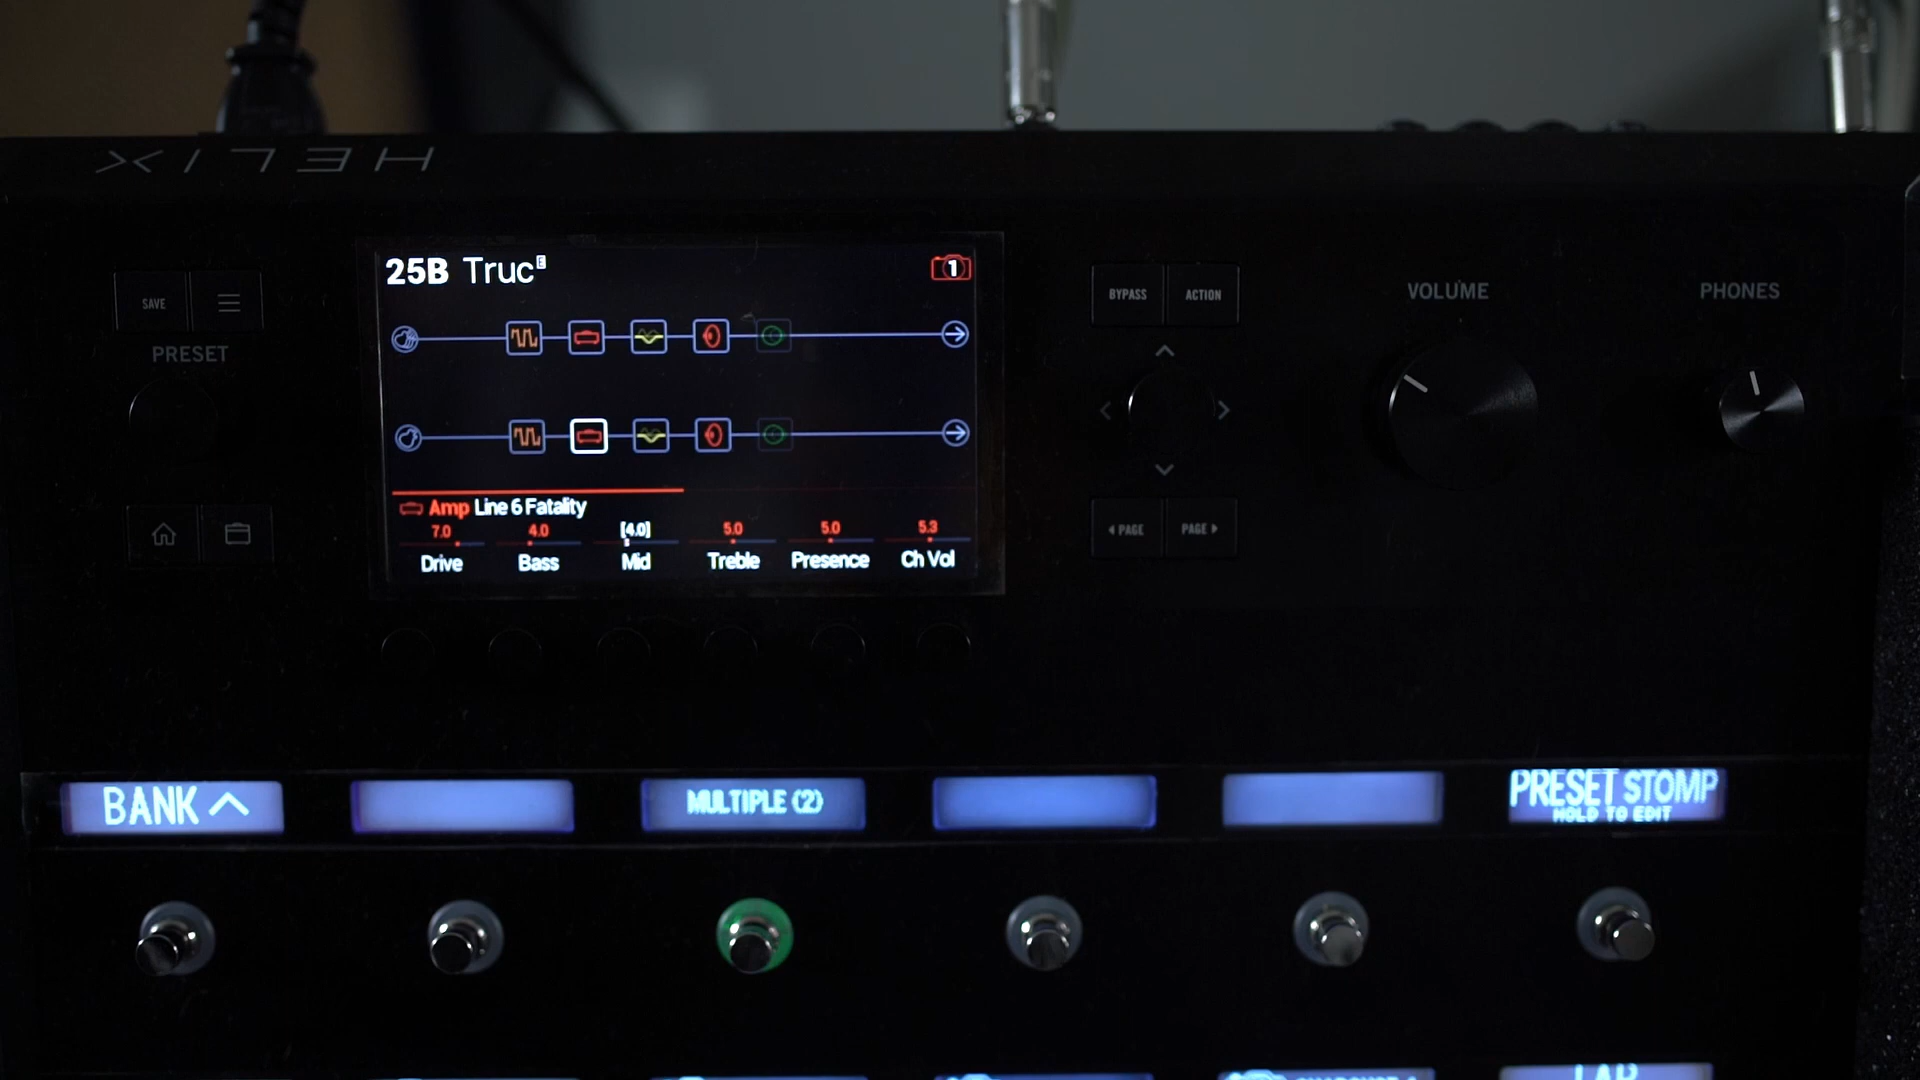 HELIX
25B Truc E
1
SAVE
PRESET
Amp Line 6 Fatality
7.0 4.0 [4.0] 5.0 5.0 5.3
Drive Bass Mid Treble Presence Ch Vol
BYPASS ACTION
PAGE PAGE
VOLUME
PHONES
BANK
MULTIPLE (2)
PRESET STOMP
HOLD TO EDIT